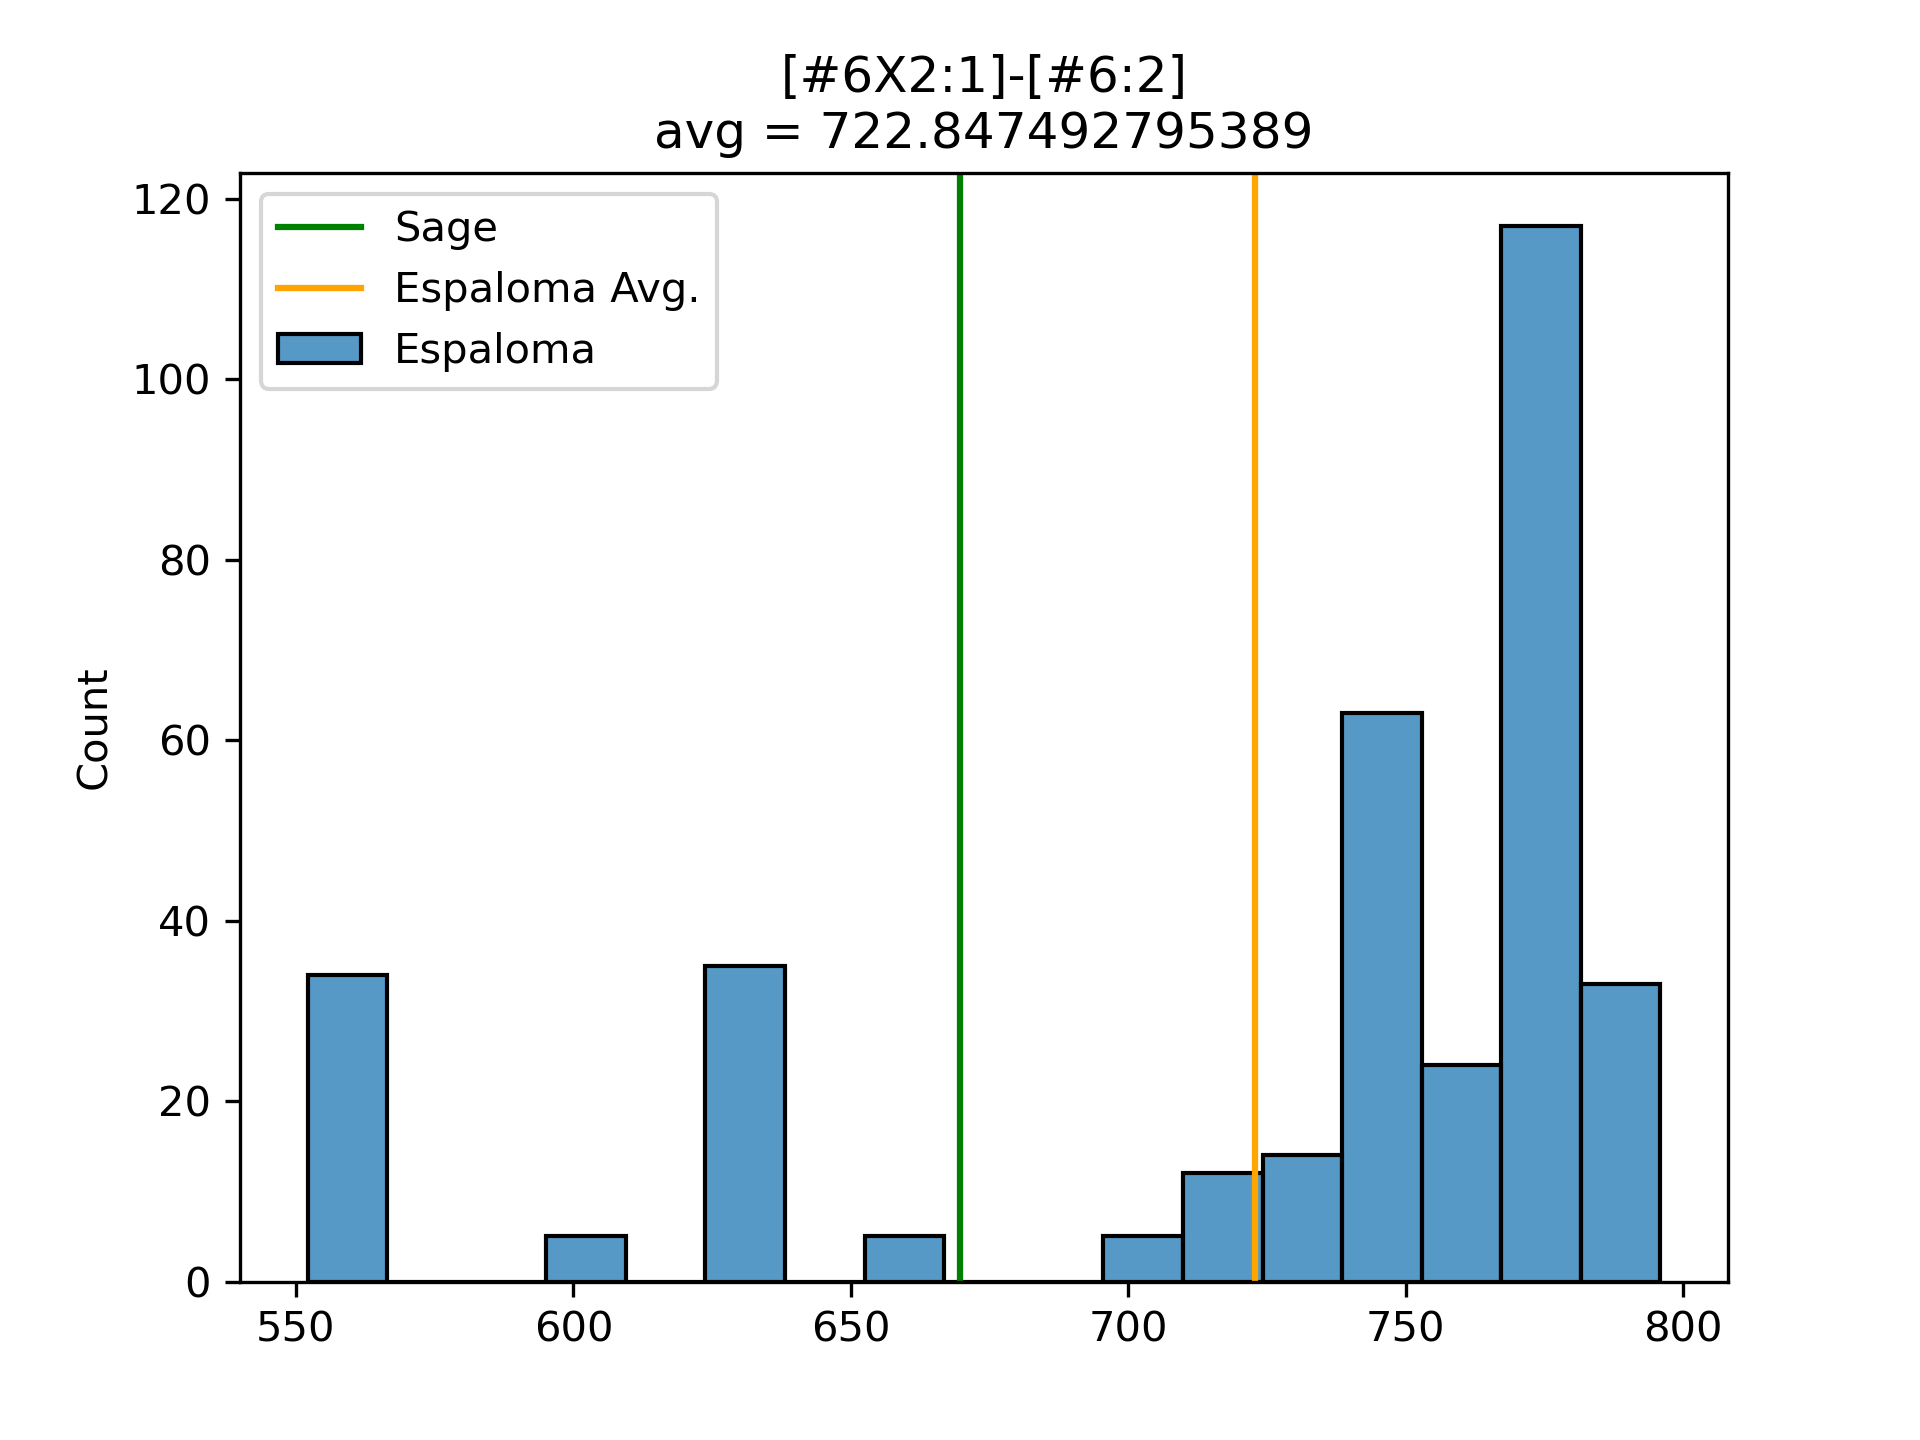 [#6X2:1]-[#6:2]
avg = 722.847492795389
Sage
Espaloma Avg.
Espaloma
Count
120
100
80
60
40
20
0
550 600 650 700 750 800